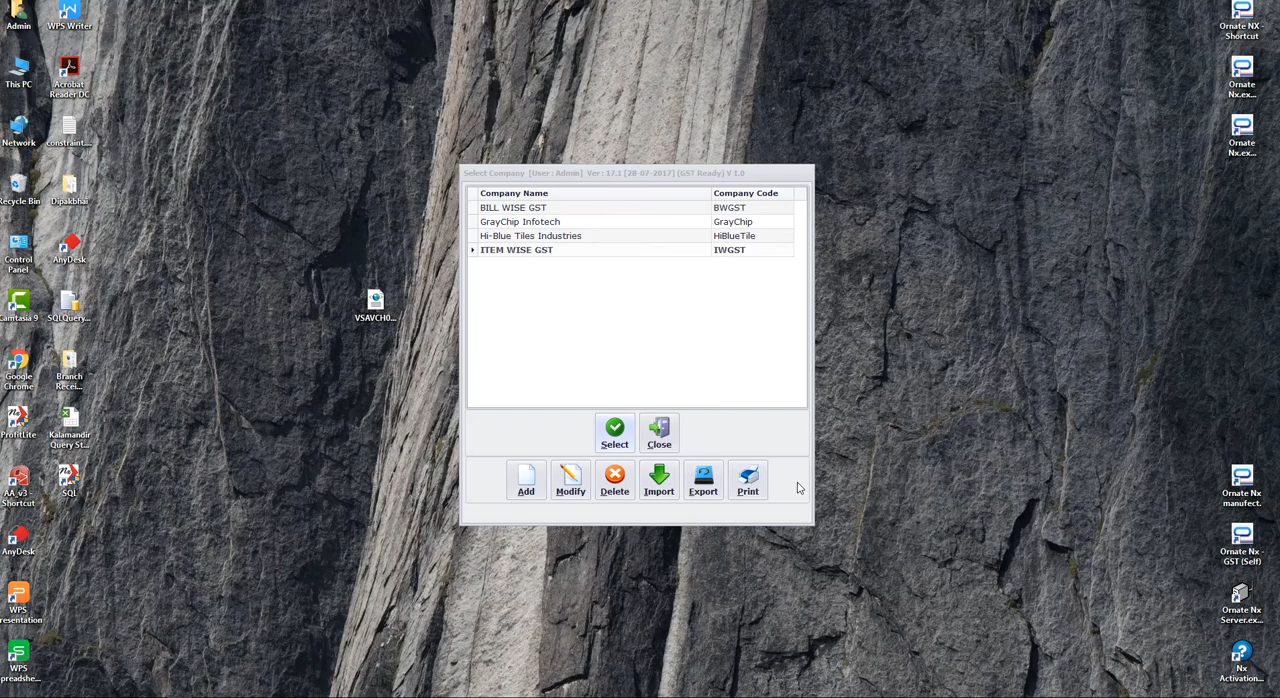 Admin
WPS Writer
This PC
Acrobat
Reader DC
Network
constraint....
Recycle Bin
Dipakbhai
Control
Panel
AnyDesk
Camtasia 9
SQLQuery...
Google
Chrome
Branch
Recei...
ProfitLite
Kalamandir
Query St...
AA_v3 -
Shortcut
SQL
AnyDesk
WPS
WPS
VSAVCH0...
Select Company [User : Admin] Ver : 17.1 [28-07-2017] (GST Ready) V 1.0
Company Name Company Code
BILL WISE GST BWGST
GrayChip Infotech GrayChip
Hi-Blue Tiles Industries HiBlueTile
ITEM WISE GST IWGST
Select Close
Add Modify Delete Import Export Print
Ornate NX -
Shortcut
Ornate
Nx.ex...
Ornate
Nx.ex...
Ornate Nx
manufect.
Ornate Nx -
GST (Self)
Ornate Nx
Server.ex...
Nx
Activation...